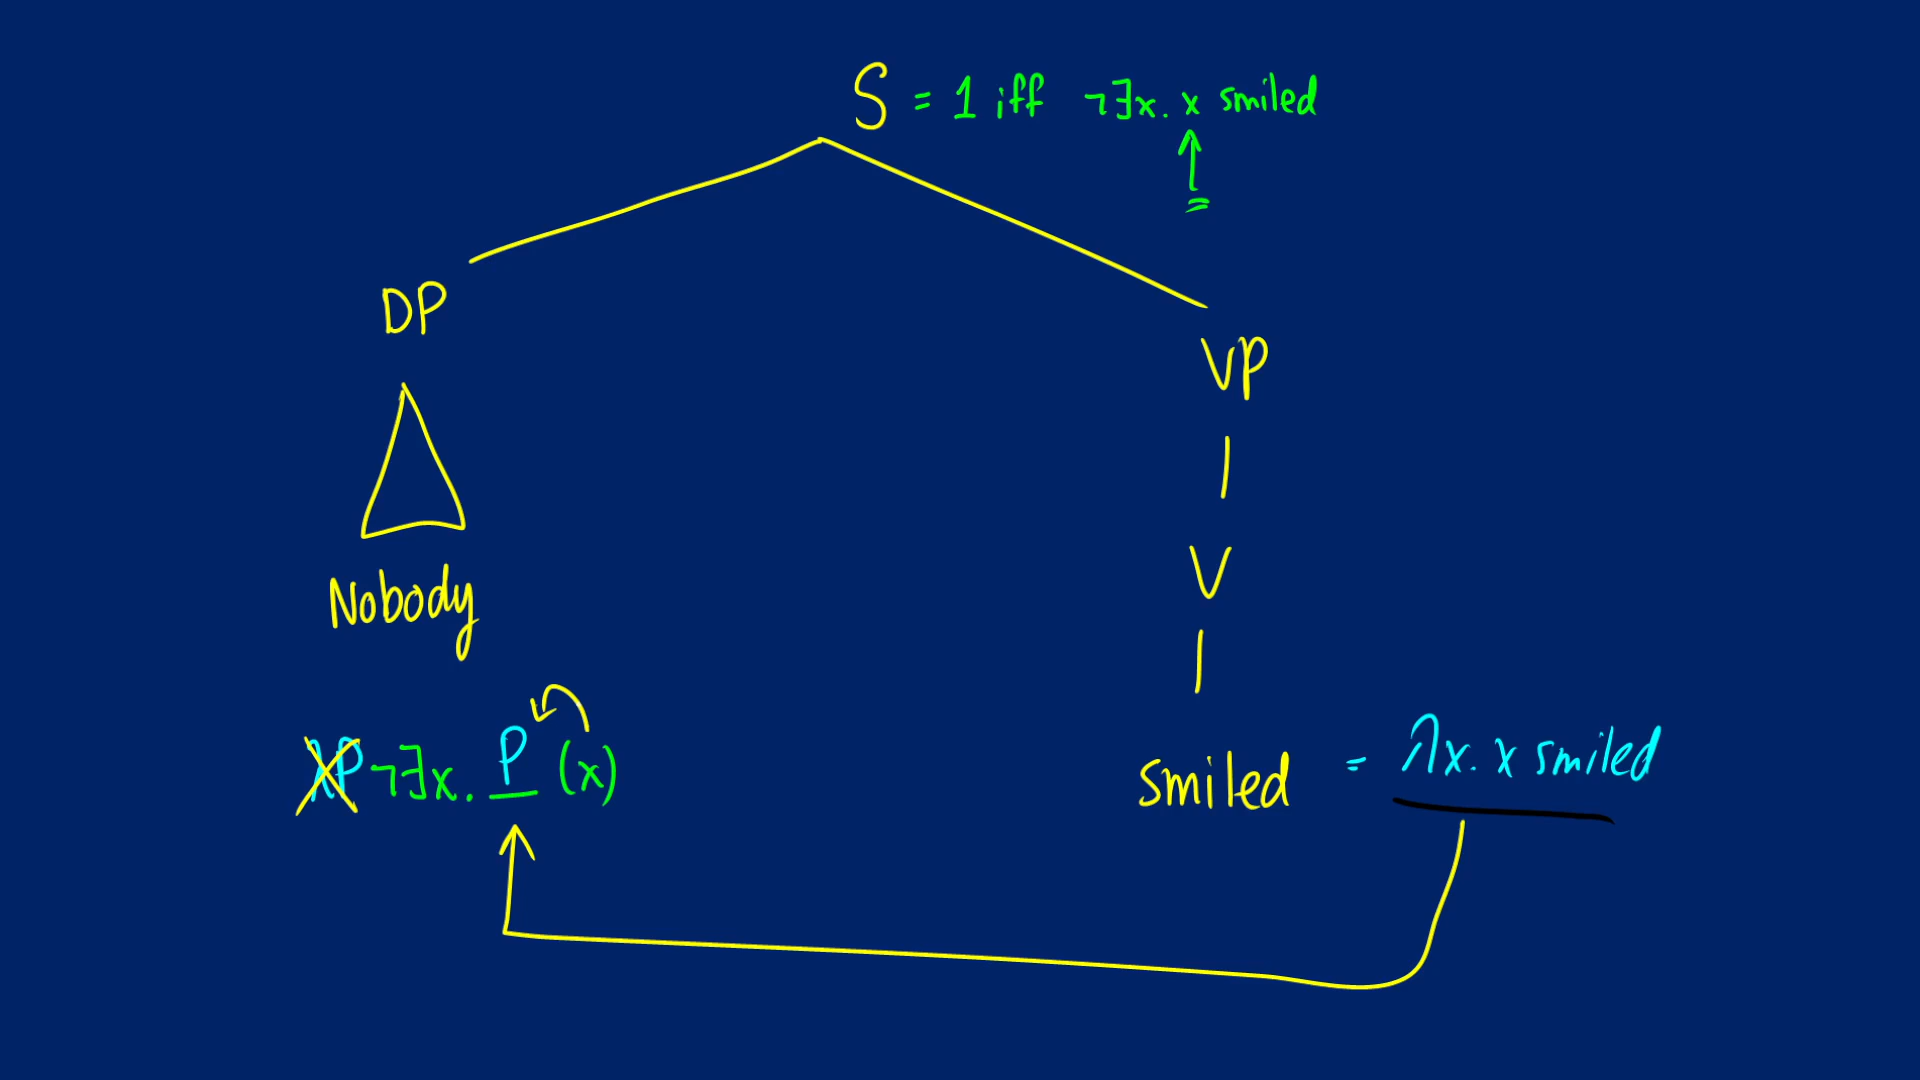 S = 1 iff ¬∃x. x smiled
=
DP
VP
V
Nobody
λP ¬∃x. P (x)
smiled = λx. x smiled